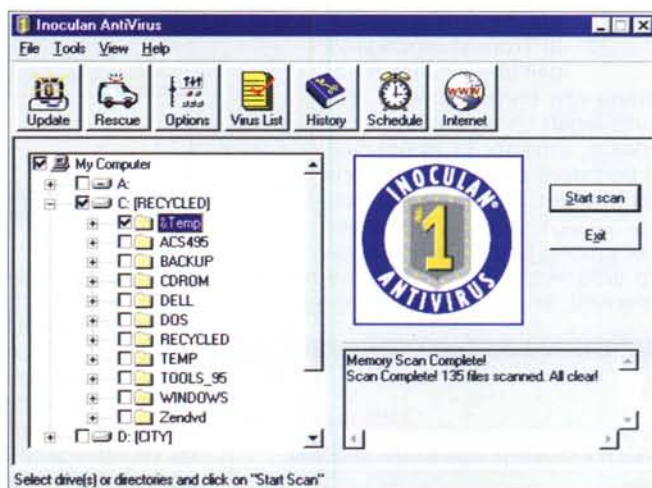 Inoculan AntiVirus
File Tools View Help
Update Rescue Options Virus List History Schedule Internet
My Computer
A:
C: [RECYCLED]
&Temp
ACS495
BACKUP
CDROM
DELL
DOS
RECYCLED
TEMP
TOOLS_95
WINDOWS
Zendvd
D: [CITY]
INOCULAN®
1
ANTIVIRUS
Start scan
Exit
Memory Scan Complete!
Scan Complete! 135 files scanned. All clear!
Select drive(s) or directories and click on "Start Scan"